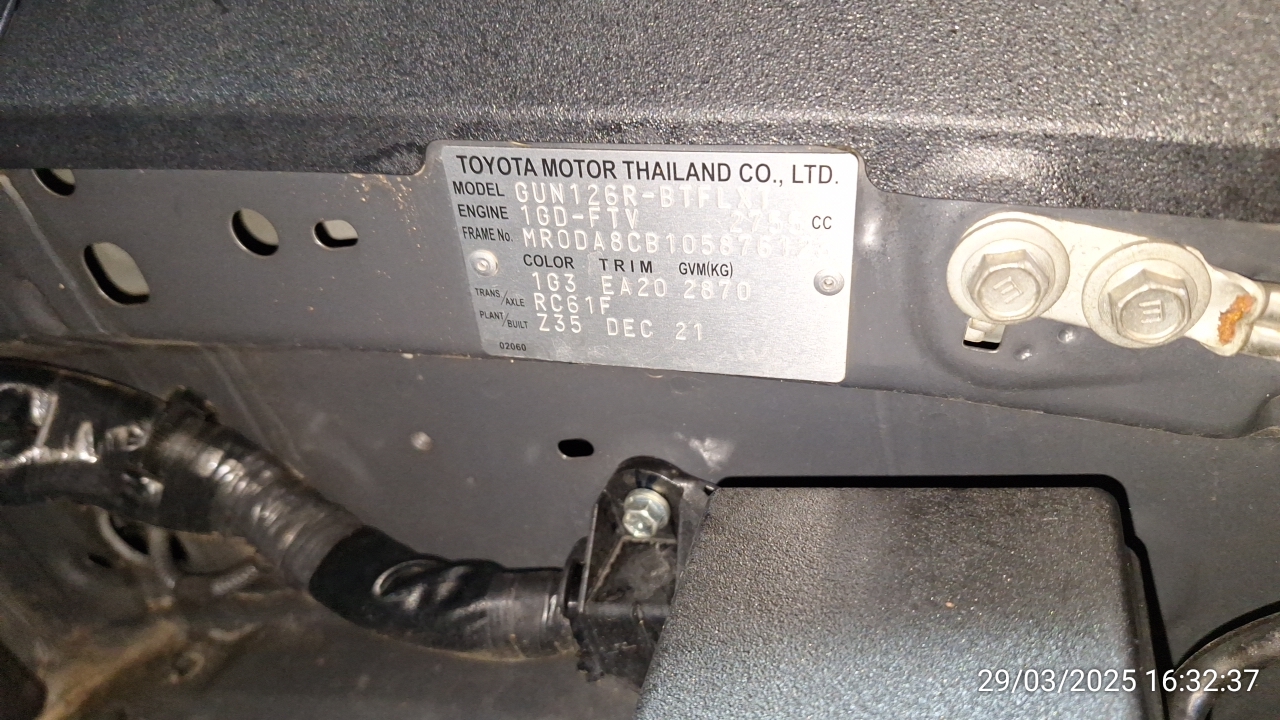 TOYOTA MOTOR THAILAND CO., LTD.
MODEL GUN126R-BTFLXT
ENGINE 1GD-FTV CC
FRAME No.
COLOR TRIM GVM(KG)
1G3 EA20 2870
TRANS/AXLE RC61F
PLANT/BUILT Z35 DEC 21
02060
29/03/2025 16:32:37